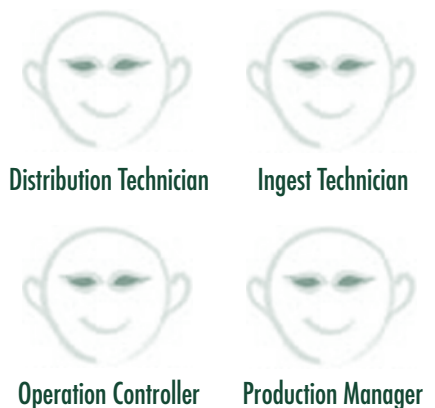 Distribution Technician
Ingest Technician
Operation Controller
Production Manager